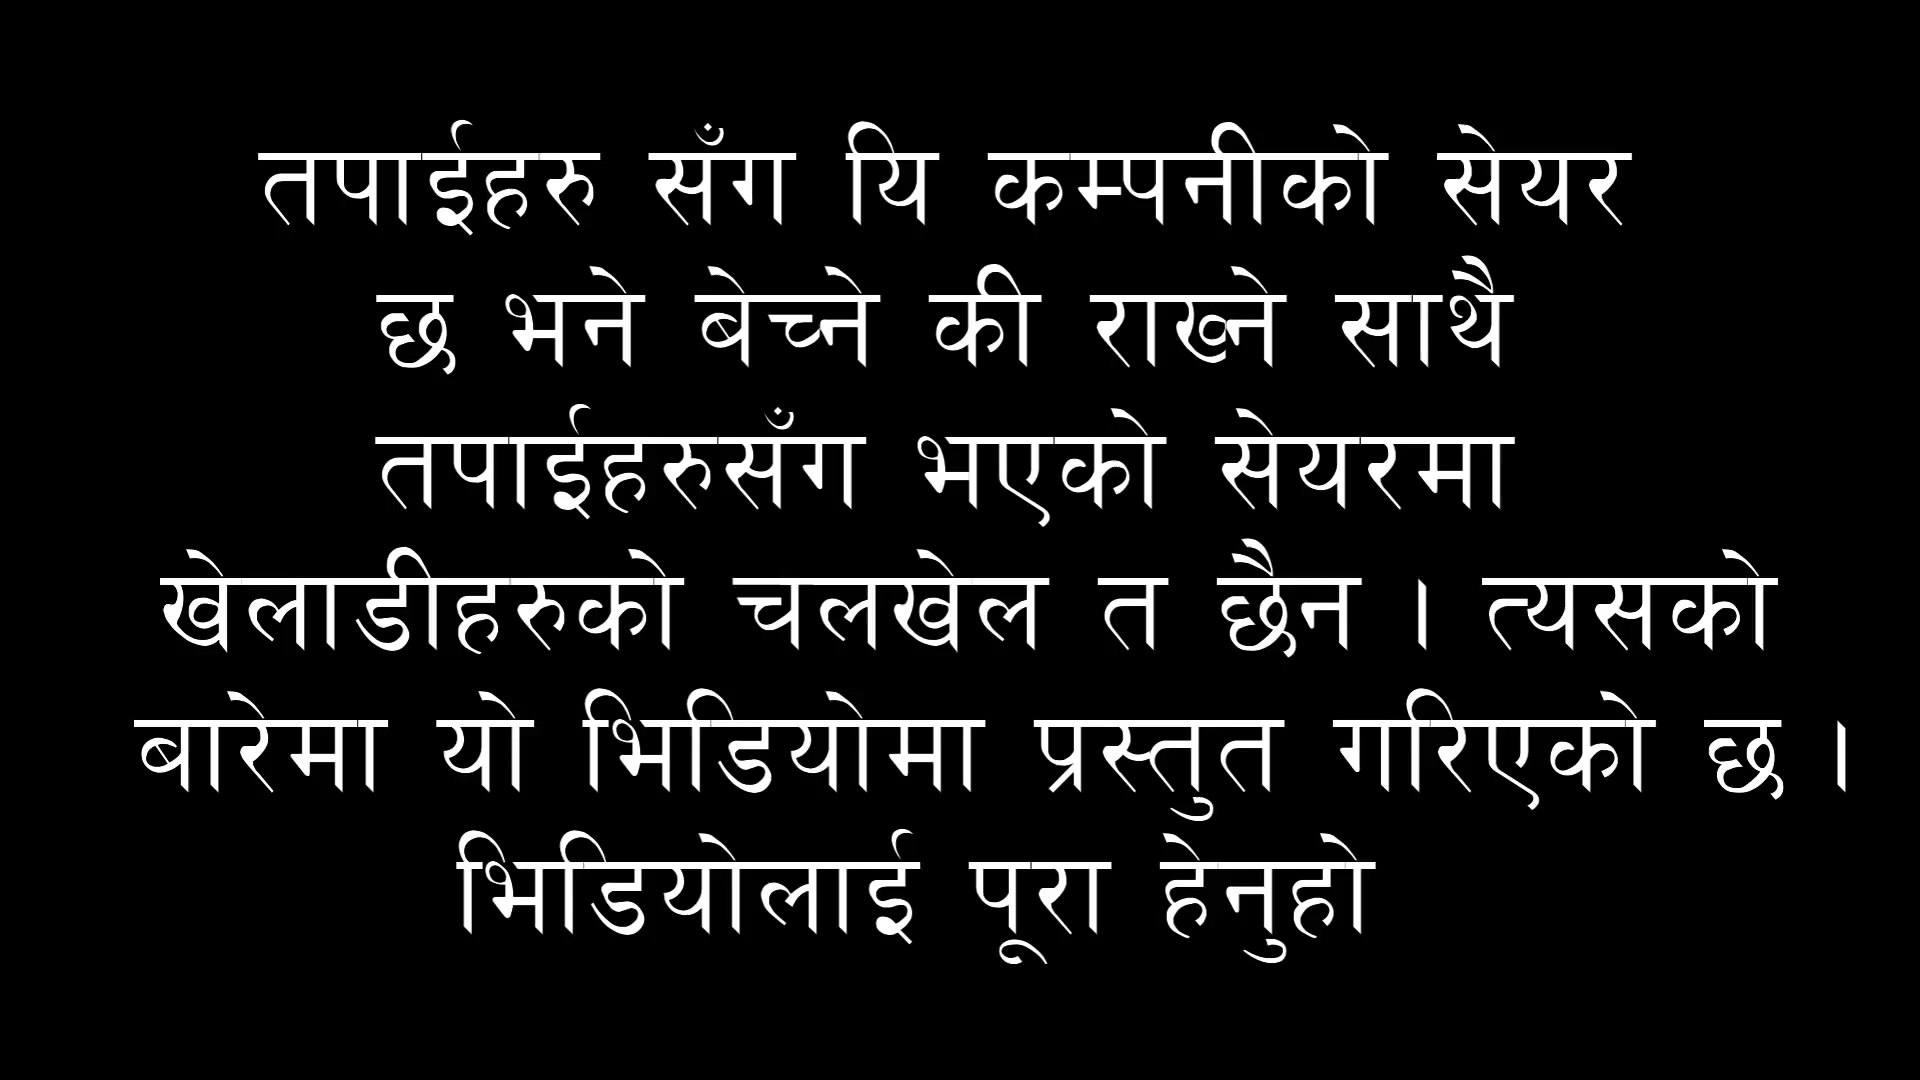 तपाईहरु सँग यि कम्पनीको सेयर
छ भने बेच्ने की राख्ने साथै
तपाईहरुसँग भएको सेयरमा
खेलाडीहरुको चलखेल त छैन । त्यसको
बारेमा यो भिडियोमा प्रस्तुत गरिएको छ ।
भिडियोलाई पूरा हेनुहो